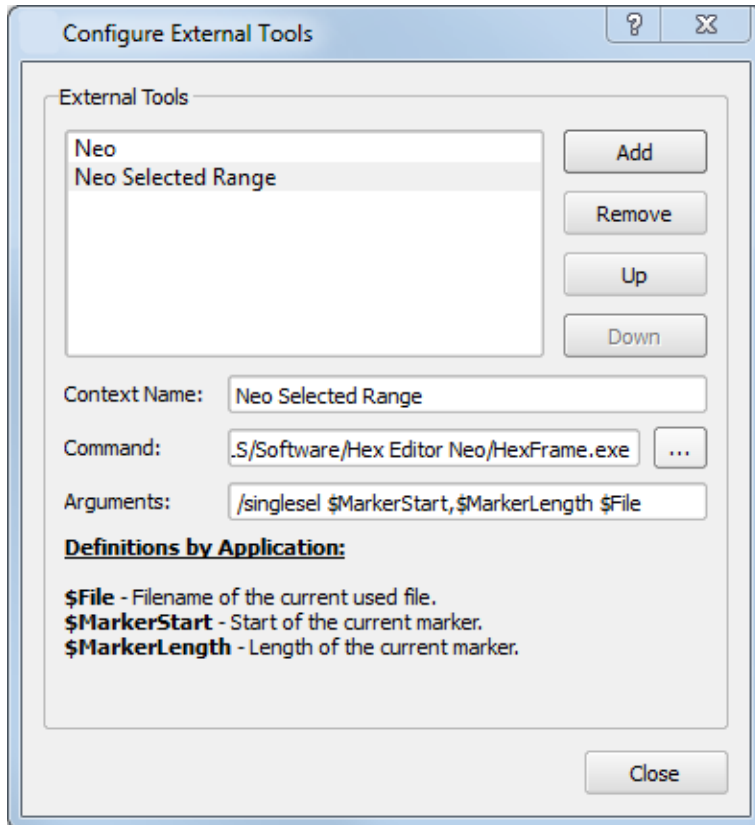 Configure External Tools
External Tools
Neo
Neo Selected Range
Add
Remove
Up
Down
Context Name: Neo Selected Range
Command: .S/Software/Hex Editor Neo/HexFrame.exe ...
Arguments: /singlesel $MarkerStart,$MarkerLength $File
Definitions by Application:
$File - Filename of the current used file.
$MarkerStart - Start of the current marker.
$MarkerLength - Length of the current marker.
Close